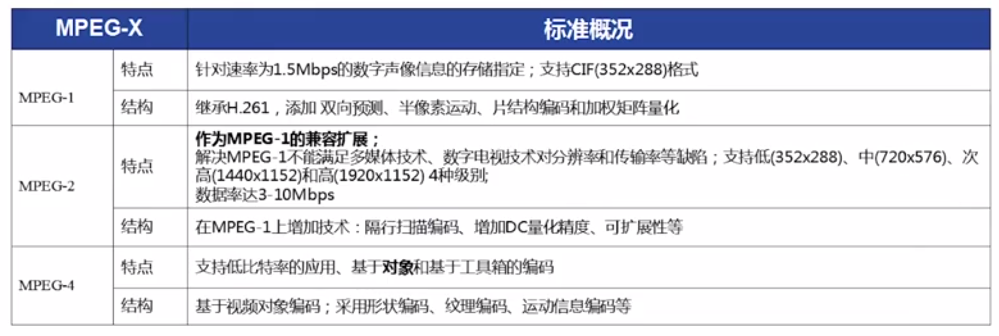 MPEG-X 标准概况
MPEG-1
特点 针对速率为1.5Mbps的数字声像信息的存储指定；支持CIF(352x288)格式
结构 继承H.261，添加 双向预测、半像素运动、片结构编码和加权矩阵量化
MPEG-2
特点
作为MPEG-1的兼容扩展；
解决MPEG-1不能满足多媒体技术、数字电视技术对分辨率和传输率等缺陷；支持低(352x288)、中(720x576)、次
高(1440x1152)和高(1920x1152) 4种级别;
数据率达3-10Mbps
结构 在MPEG-1上增加技术：隔行扫描编码、增加DC量化精度、可扩展性等
MPEG-4
特点 支持低比特率的应用、基于对象和基于工具箱的编码
结构 基于视频对象编码；采用形状编码、纹理编码、运动信息编码等